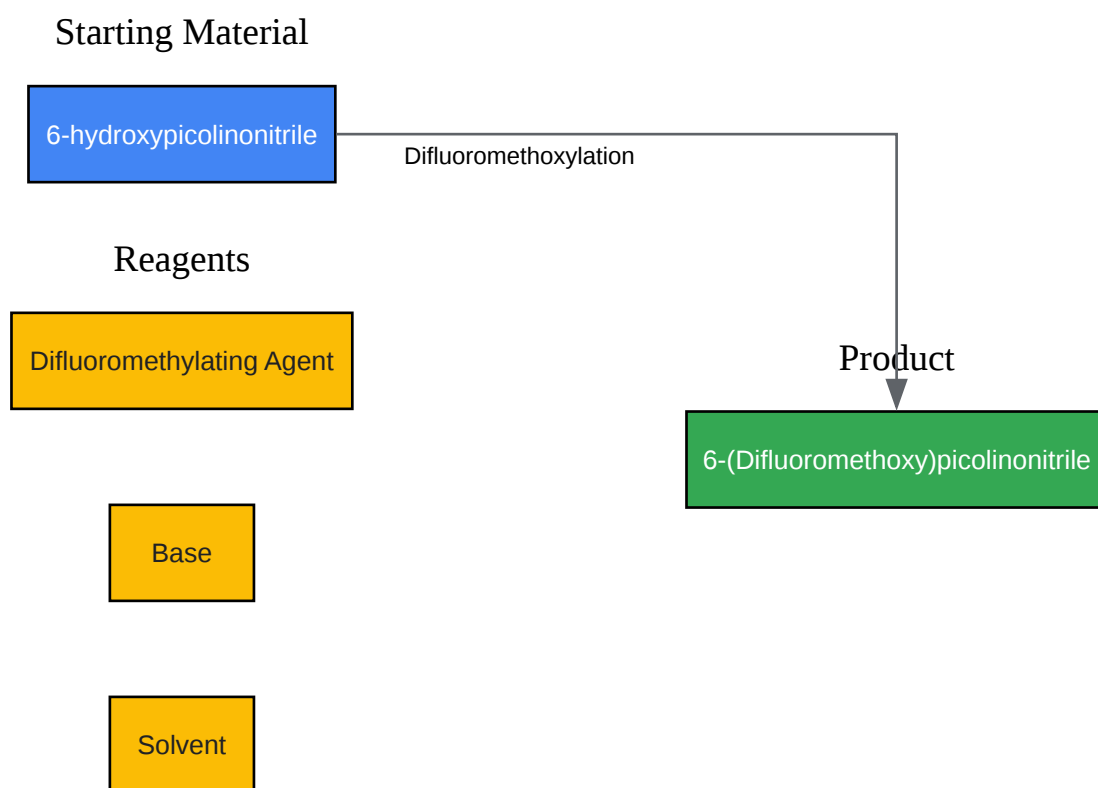 Starting Material
6-hydroxypicolinonitrile
Difluoromethoxylation
Reagents
Difluoromethylating Agent
Product
6-(Difluoromethoxy)picolinonitrile
Base
Solvent